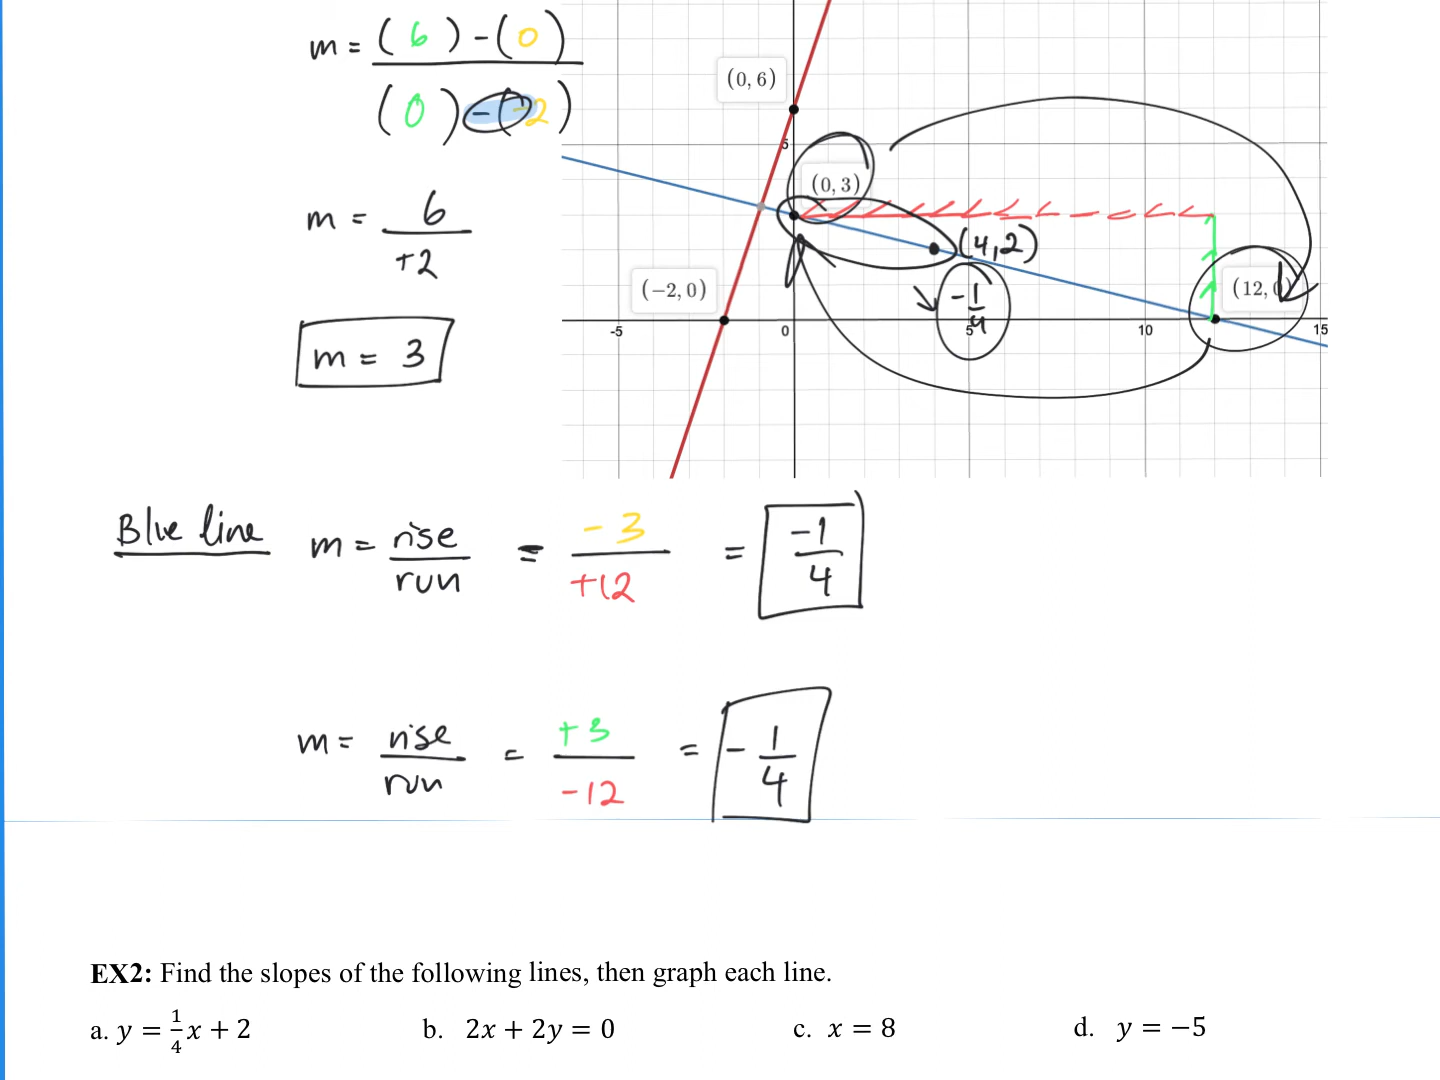 m = (6) - (0)
(0) - (-2)
m = 6
+2
m = 3
(0, 6)
5
(0, 3)
(4,2)
(-2, 0)
(12,
-1
4
-5 0 5 10 15
Blue line m = rise = -3 = -1
run +12 4
m = rise = +3 = - 1
run -12 4
EX2: Find the slopes of the following lines, then graph each line.
a. y = 1/4 x + 2 b. 2x + 2y = 0 c. x = 8 d. y = −5